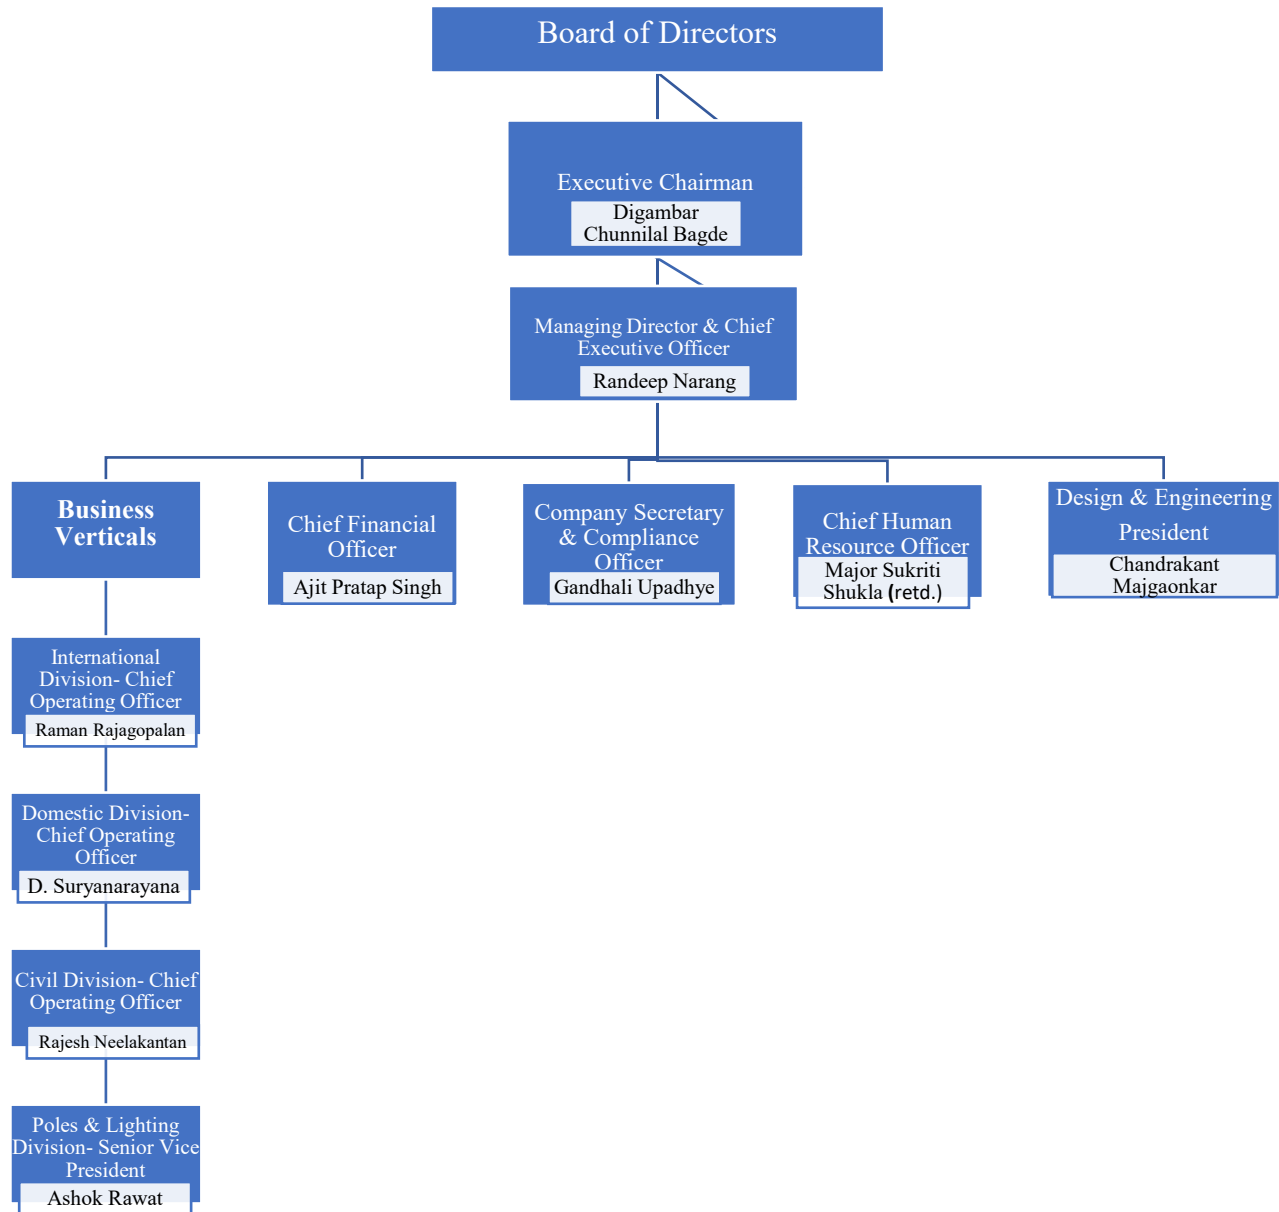 Board of Directors
Executive Chairman
Digambar
Chunnilal Bagde
Managing Director & Chief
Executive Officer
Randeep Narang
Business
Verticals
Chief Financial
Officer
Ajit Pratap Singh
Company Secretary
& Compliance
Officer
Gandhali Upadhye
Chief Human
Resource Officer
Major Sukriti
Shukla (retd.)
Design & Engineering
President
Chandrakant
Majgaonkar
International
Division- Chief
Operating Officer
Raman Rajagopalan
Domestic Division-
Chief Operating
Officer
D. Suryanarayana
Civil Division- Chief
Operating Officer
Rajesh Neelakantan
Poles & Lighting
Division- Senior Vice
President
Ashok Rawat